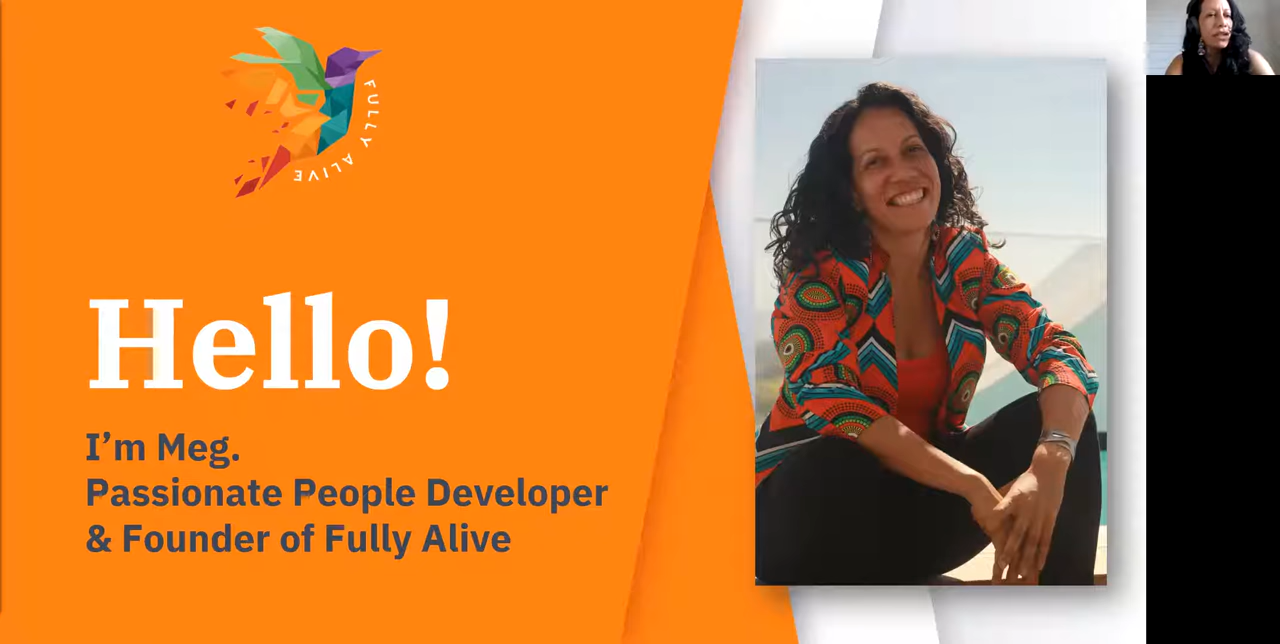 FULLY ALIVE
Hello!
I’m Meg.
Passionate People Developer
& Founder of Fully Alive